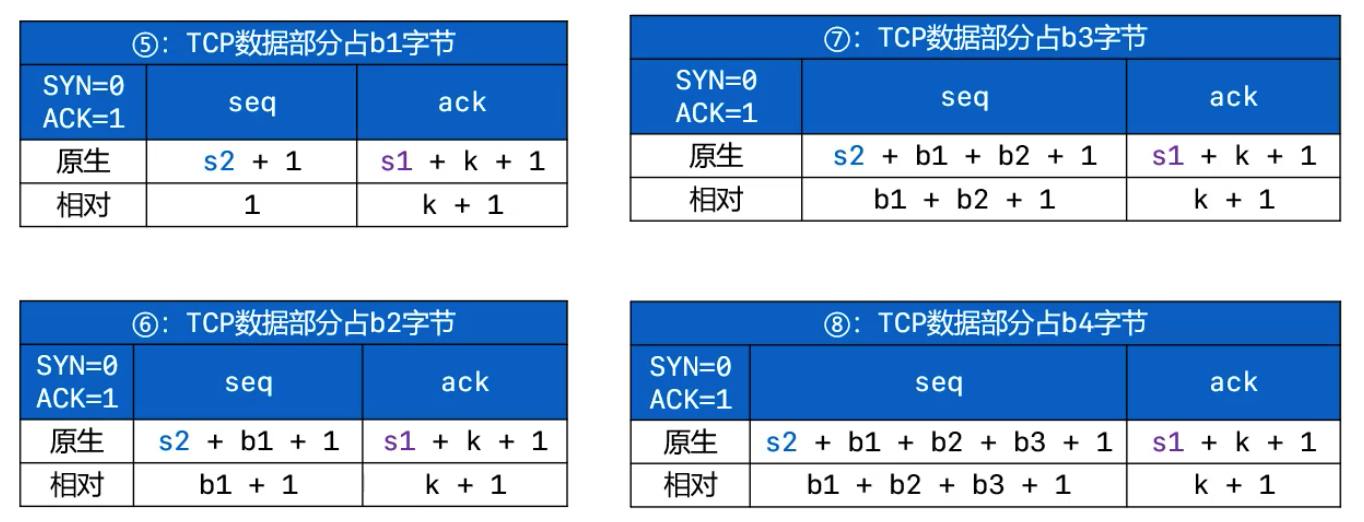 ⑤: TCP数据部分占b1字节
SYN=0
ACK=1
seq
ack
原生
s2 + 1
s1 + k + 1
相对
1
k + 1
⑦: TCP数据部分占b3字节
SYN=0
ACK=1
seq
ack
原生
s2 + b1 + b2 + 1
s1 + k + 1
相对
b1 + b2 + 1
k + 1
⑥: TCP数据部分占b2字节
SYN=0
ACK=1
seq
ack
原生
s2 + b1 + 1
s1 + k + 1
相对
b1 + 1
k + 1
⑧: TCP数据部分占b4字节
SYN=0
ACK=1
seq
ack
原生
s2 + b1 + b2 + b3 + 1
s1 + k + 1
相对
b1 + b2 + b3 + 1
k + 1